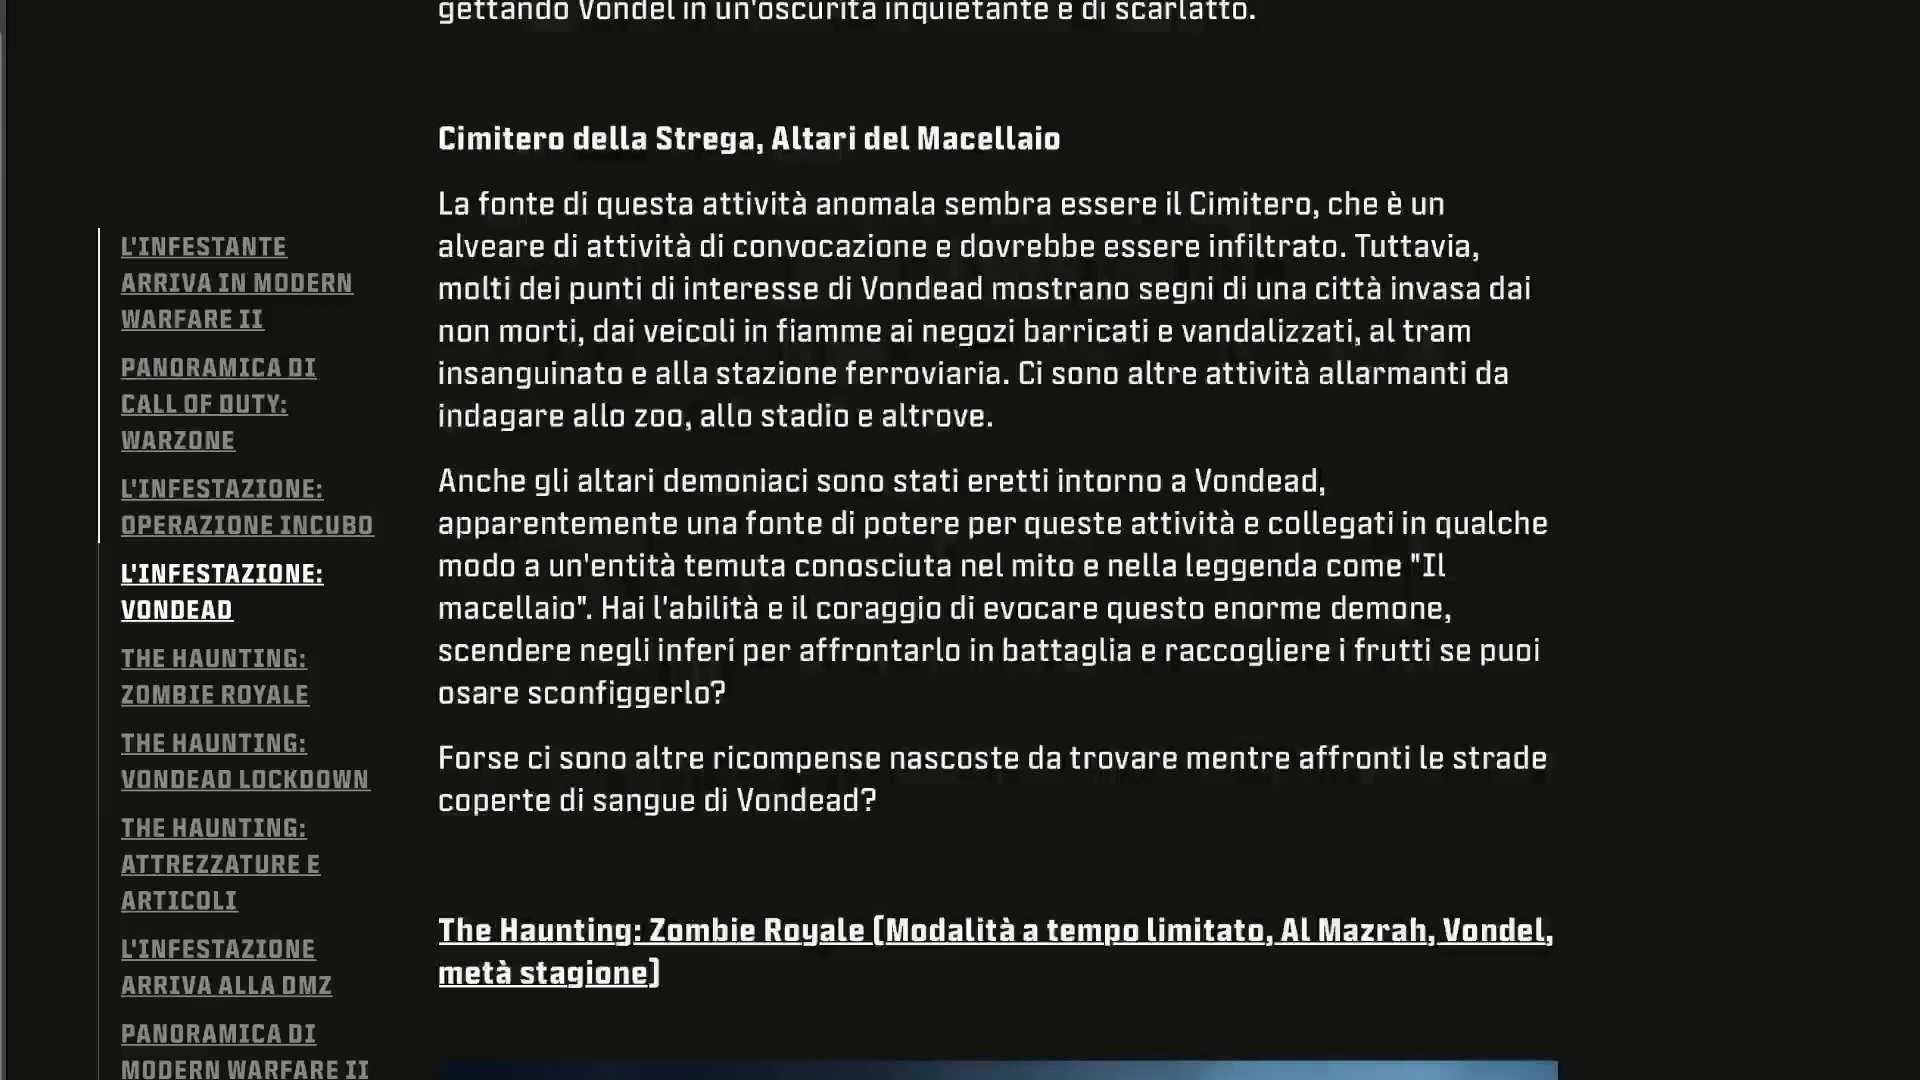 gettando Vondel in un'oscurità inquietante e di scarlatto.
Cimitero della Strega, Altari del Macellaio
La fonte di questa attività anomala sembra essere il Cimitero, che è un
alveare di attività di convocazione e dovrebbe essere infiltrato. Tuttavia,
molti dei punti di interesse di Vondead mostrano segni di una città invasa dai
non morti, dai veicoli in fiamme ai negozi barricati e vandalizzati, al tram
insanguinato e alla stazione ferroviaria. Ci sono altre attività allarmanti da
indagare allo zoo, allo stadio e altrove.
Anche gli altari demoniaci sono stati eretti intorno a Vondead,
apparentemente una fonte di potere per queste attività e collegati in qualche
modo a un'entità temuta conosciuta nel mito e nella leggenda come "Il
macellaio". Hai l'abilità e il coraggio di evocare questo enorme demone,
scendere negli inferi per affrontarlo in battaglia e raccogliere i frutti se puoi
osare sconfiggerlo?
Forse ci sono altre ricompense nascoste da trovare mentre affronti le strade
coperte di sangue di Vondead?
The Haunting: Zombie Royale (Modalità a tempo limitato, Al Mazrah, Vondel,
metà stagione)
L'INFESTANTE
ARRIVA IN MODERN
WARFARE II
PANORAMICA DI
CALL OF DUTY:
WARZONE
L'INFESTAZIONE:
OPERAZIONE INCUBO
L'INFESTAZIONE:
VONDEAD
THE HAUNTING:
ZOMBIE ROYALE
THE HAUNTING:
VONDEAD LOCKDOWN
THE HAUNTING:
ATTREZZATURE E
ARTICOLI
L'INFESTAZIONE
ARRIVA ALLA DMZ
PANORAMICA DI
MODERN WARFARE II